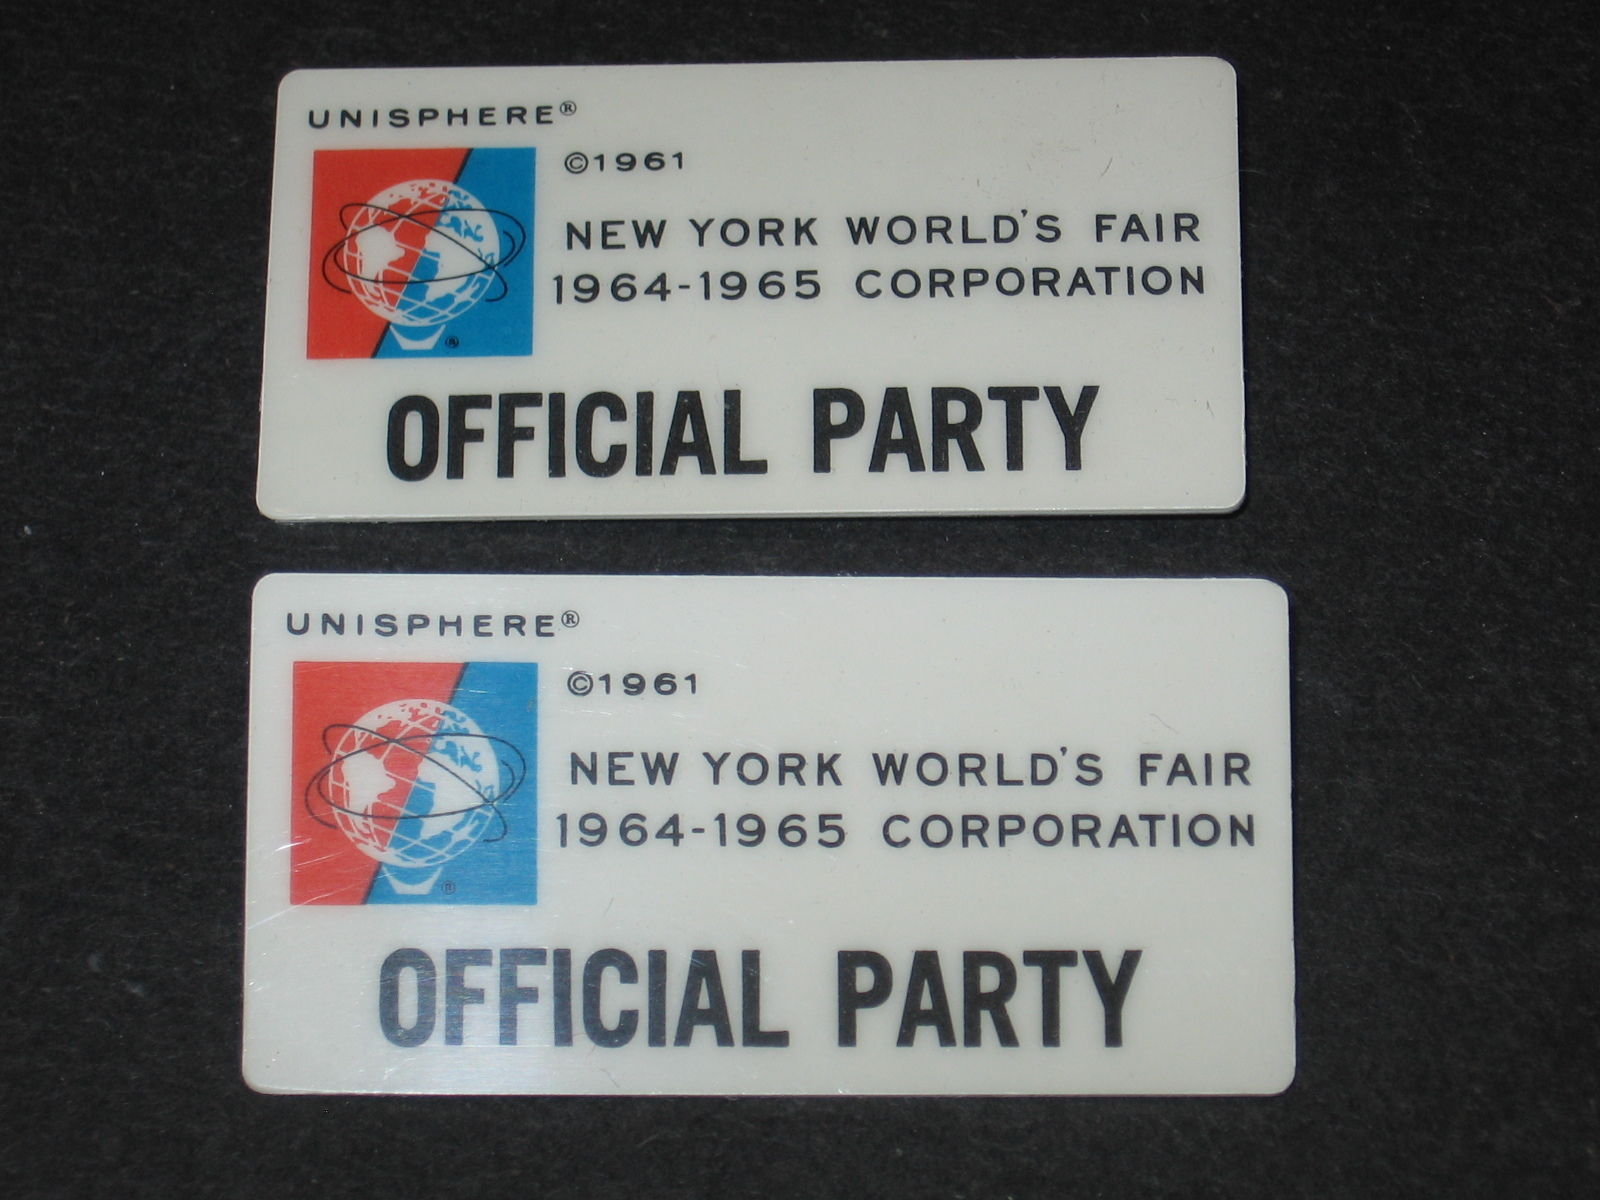 UNISPHERE®
©1961
NEW YORK WORLD'S FAIR
1964-1965 CORPORATION
®
OFFICIAL PARTY
UNISPHERE®
©1961
NEW YORK WORLD'S FAIR
1964-1965 CORPORATION
®
OFFICIAL PARTY